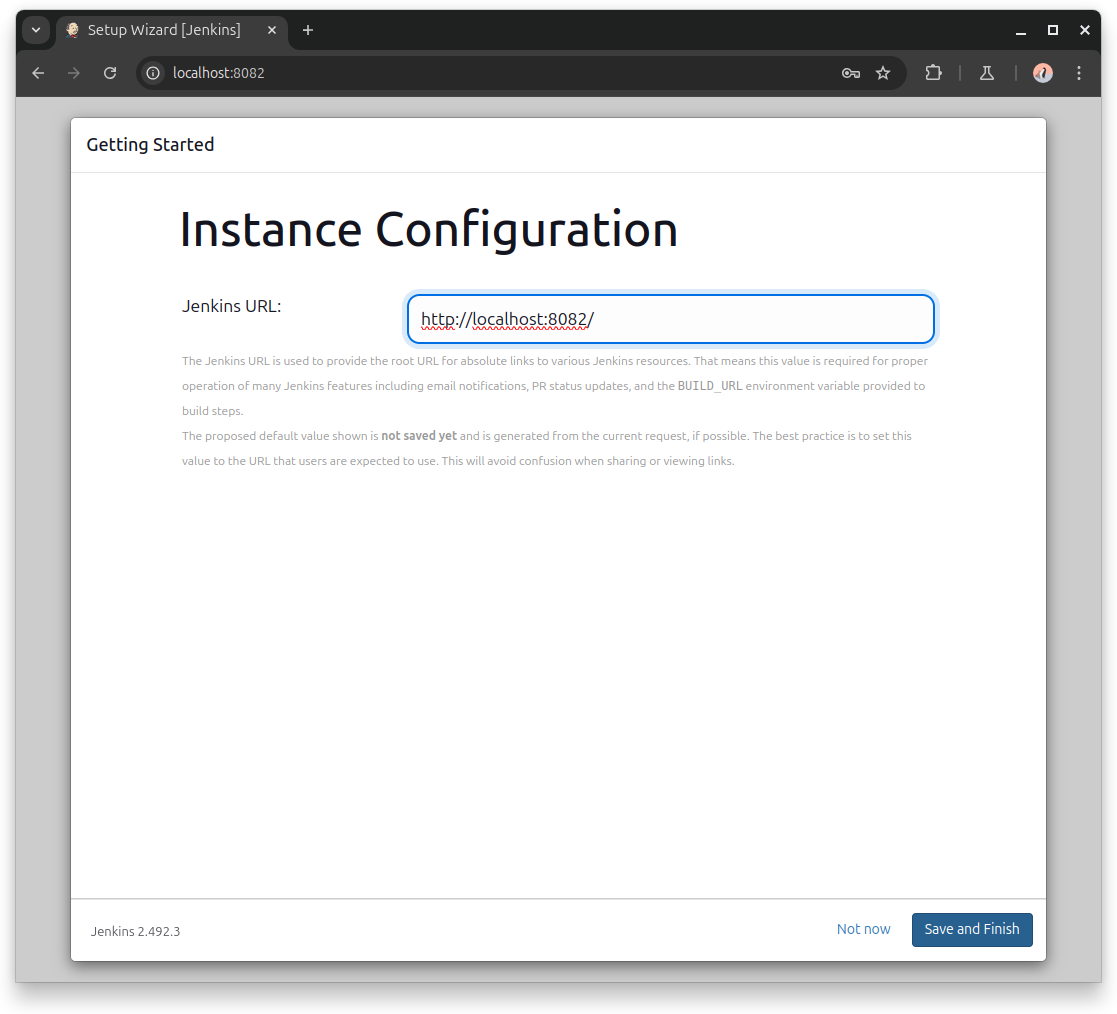 Setup Wizard [Jenkins]
localhost:8082
Getting Started
Instance Configuration
Jenkins URL:
http://localhost:8082/
The Jenkins URL is used to provide the root URL for absolute links to various Jenkins resources. That means this value is required for proper
operation of many Jenkins features including email notifications, PR status updates, and the BUILD_URL environment variable provided to
build steps.
The proposed default value shown is not saved yet and is generated from the current request, if possible. The best practice is to set this
value to the URL that users are expected to use. This will avoid confusion when sharing or viewing links.
Jenkins 2.492.3
Not now
Save and Finish